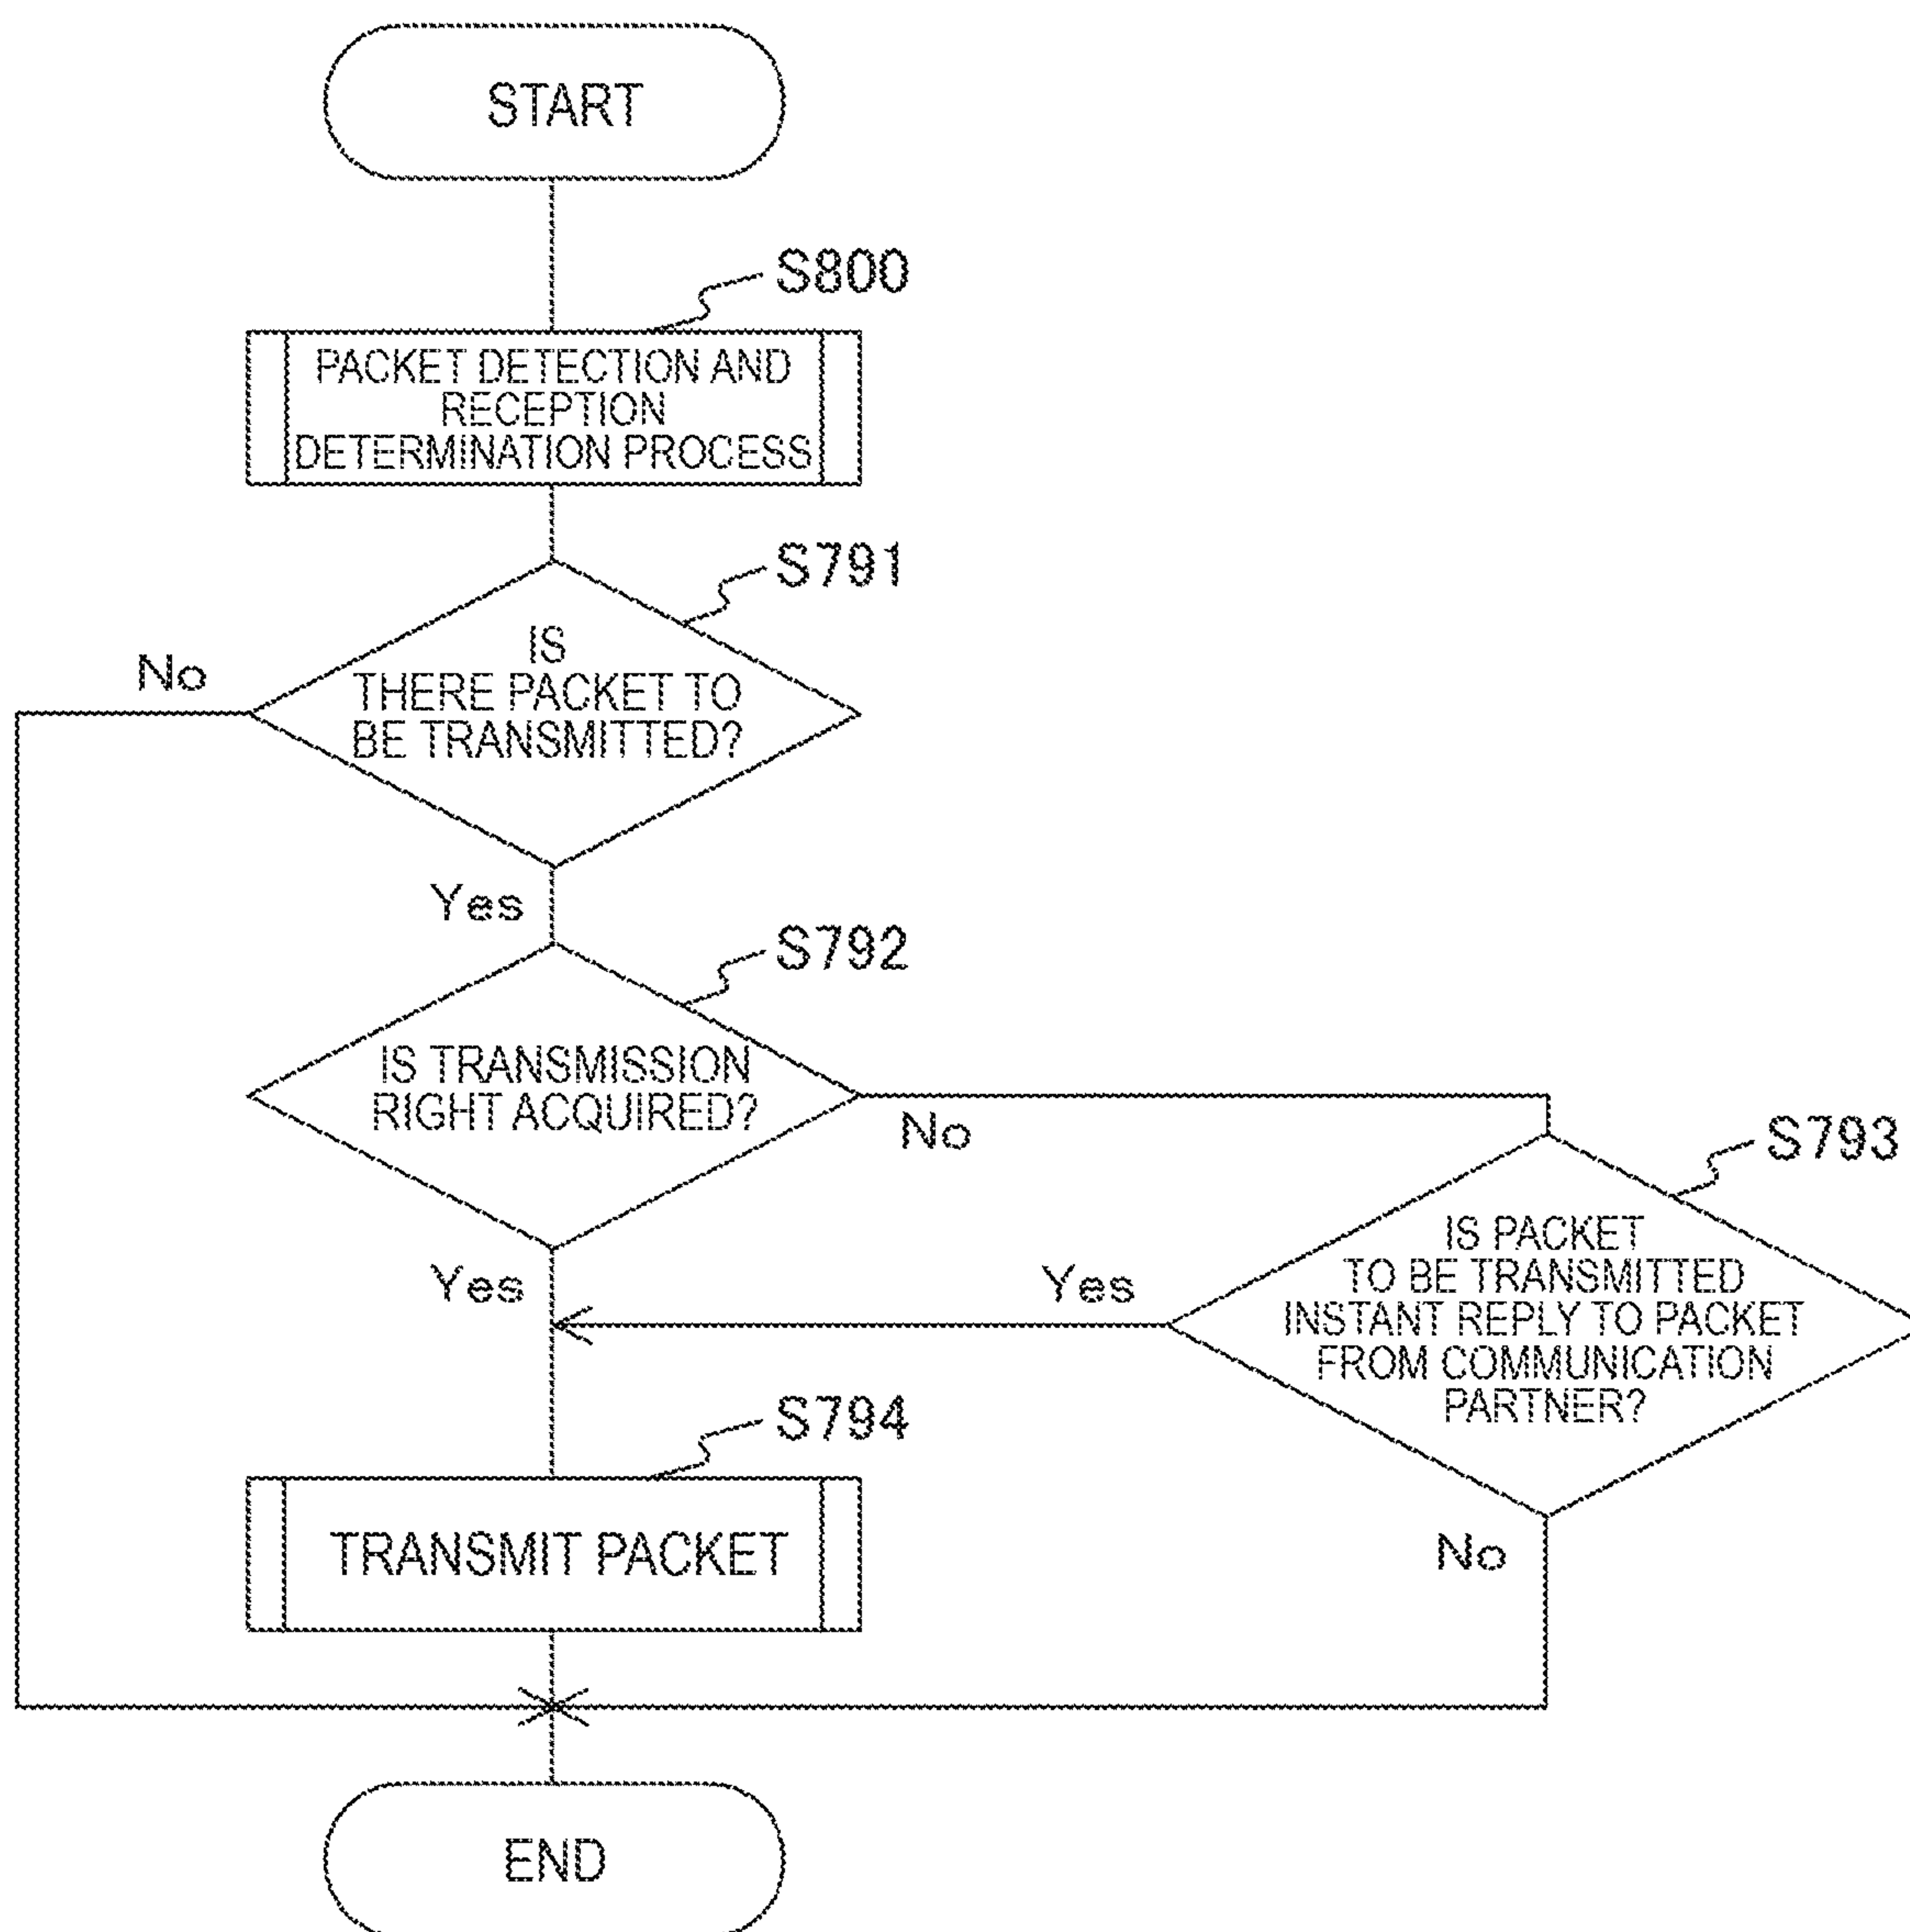 START
S800
PACKET DETECTION AND
RECEPTION
DETERMINATION PROCESS
S791
IS
THERE PACKET TO
BE TRANSMITTED?
No
Yes
S792
IS TRANSMISSION
RIGHT ACQUIRED?
No
Yes
S793
IS PACKET
TO BE TRANSMITTED
INSTANT REPLY TO PACKET
FROM COMMUNICATION
PARTNER?
Yes
No
S794
TRANSMIT PACKET
END